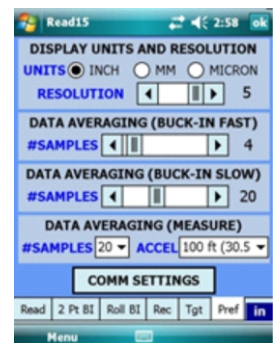 Read15 2:58 ok
DISPLAY UNITS AND RESOLUTION
UNITS INCH MM MICRON
RESOLUTION 5
DATA AVERAGING (BUCK-IN FAST)
#SAMPLES 4
DATA AVERAGING (BUCK-IN SLOW)
#SAMPLES 20
DATA AVERAGING (MEASURE)
#SAMPLES 20 ACCEL 100 ft (30.5
COMM SETTINGS
Read 2 Pt BI Roll BI Rec Tgt Pref in
Menu